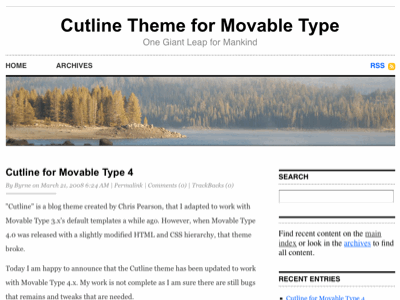 Cutline Theme for Movable Type
One Giant Leap for Mankind
HOME ARCHIVES RSS
Cutline for Movable Type 4
By Byrne on March 21, 2008 6:24 AM | Permalink | Comments (0) | TrackBacks (0)
"Cutline" is a blog theme created by Chris Pearson, that I adapted to work with
Movable Type 3.x's default templates a while ago. However, when Movable Type
4.0 was released with a slightly modified HTML and CSS hierarchy, that theme
broke.
Today I am happy to announce that the Cutline theme has been updated to work
with Movable Type 4.x. My work is not complete as I am sure there are still bugs
that remains and tweaks that are needed.
SEARCH
Find recent content on the main
index or look in the archives to find
all content.
RECENT ENTRIES
Cutline for Movable Type 4